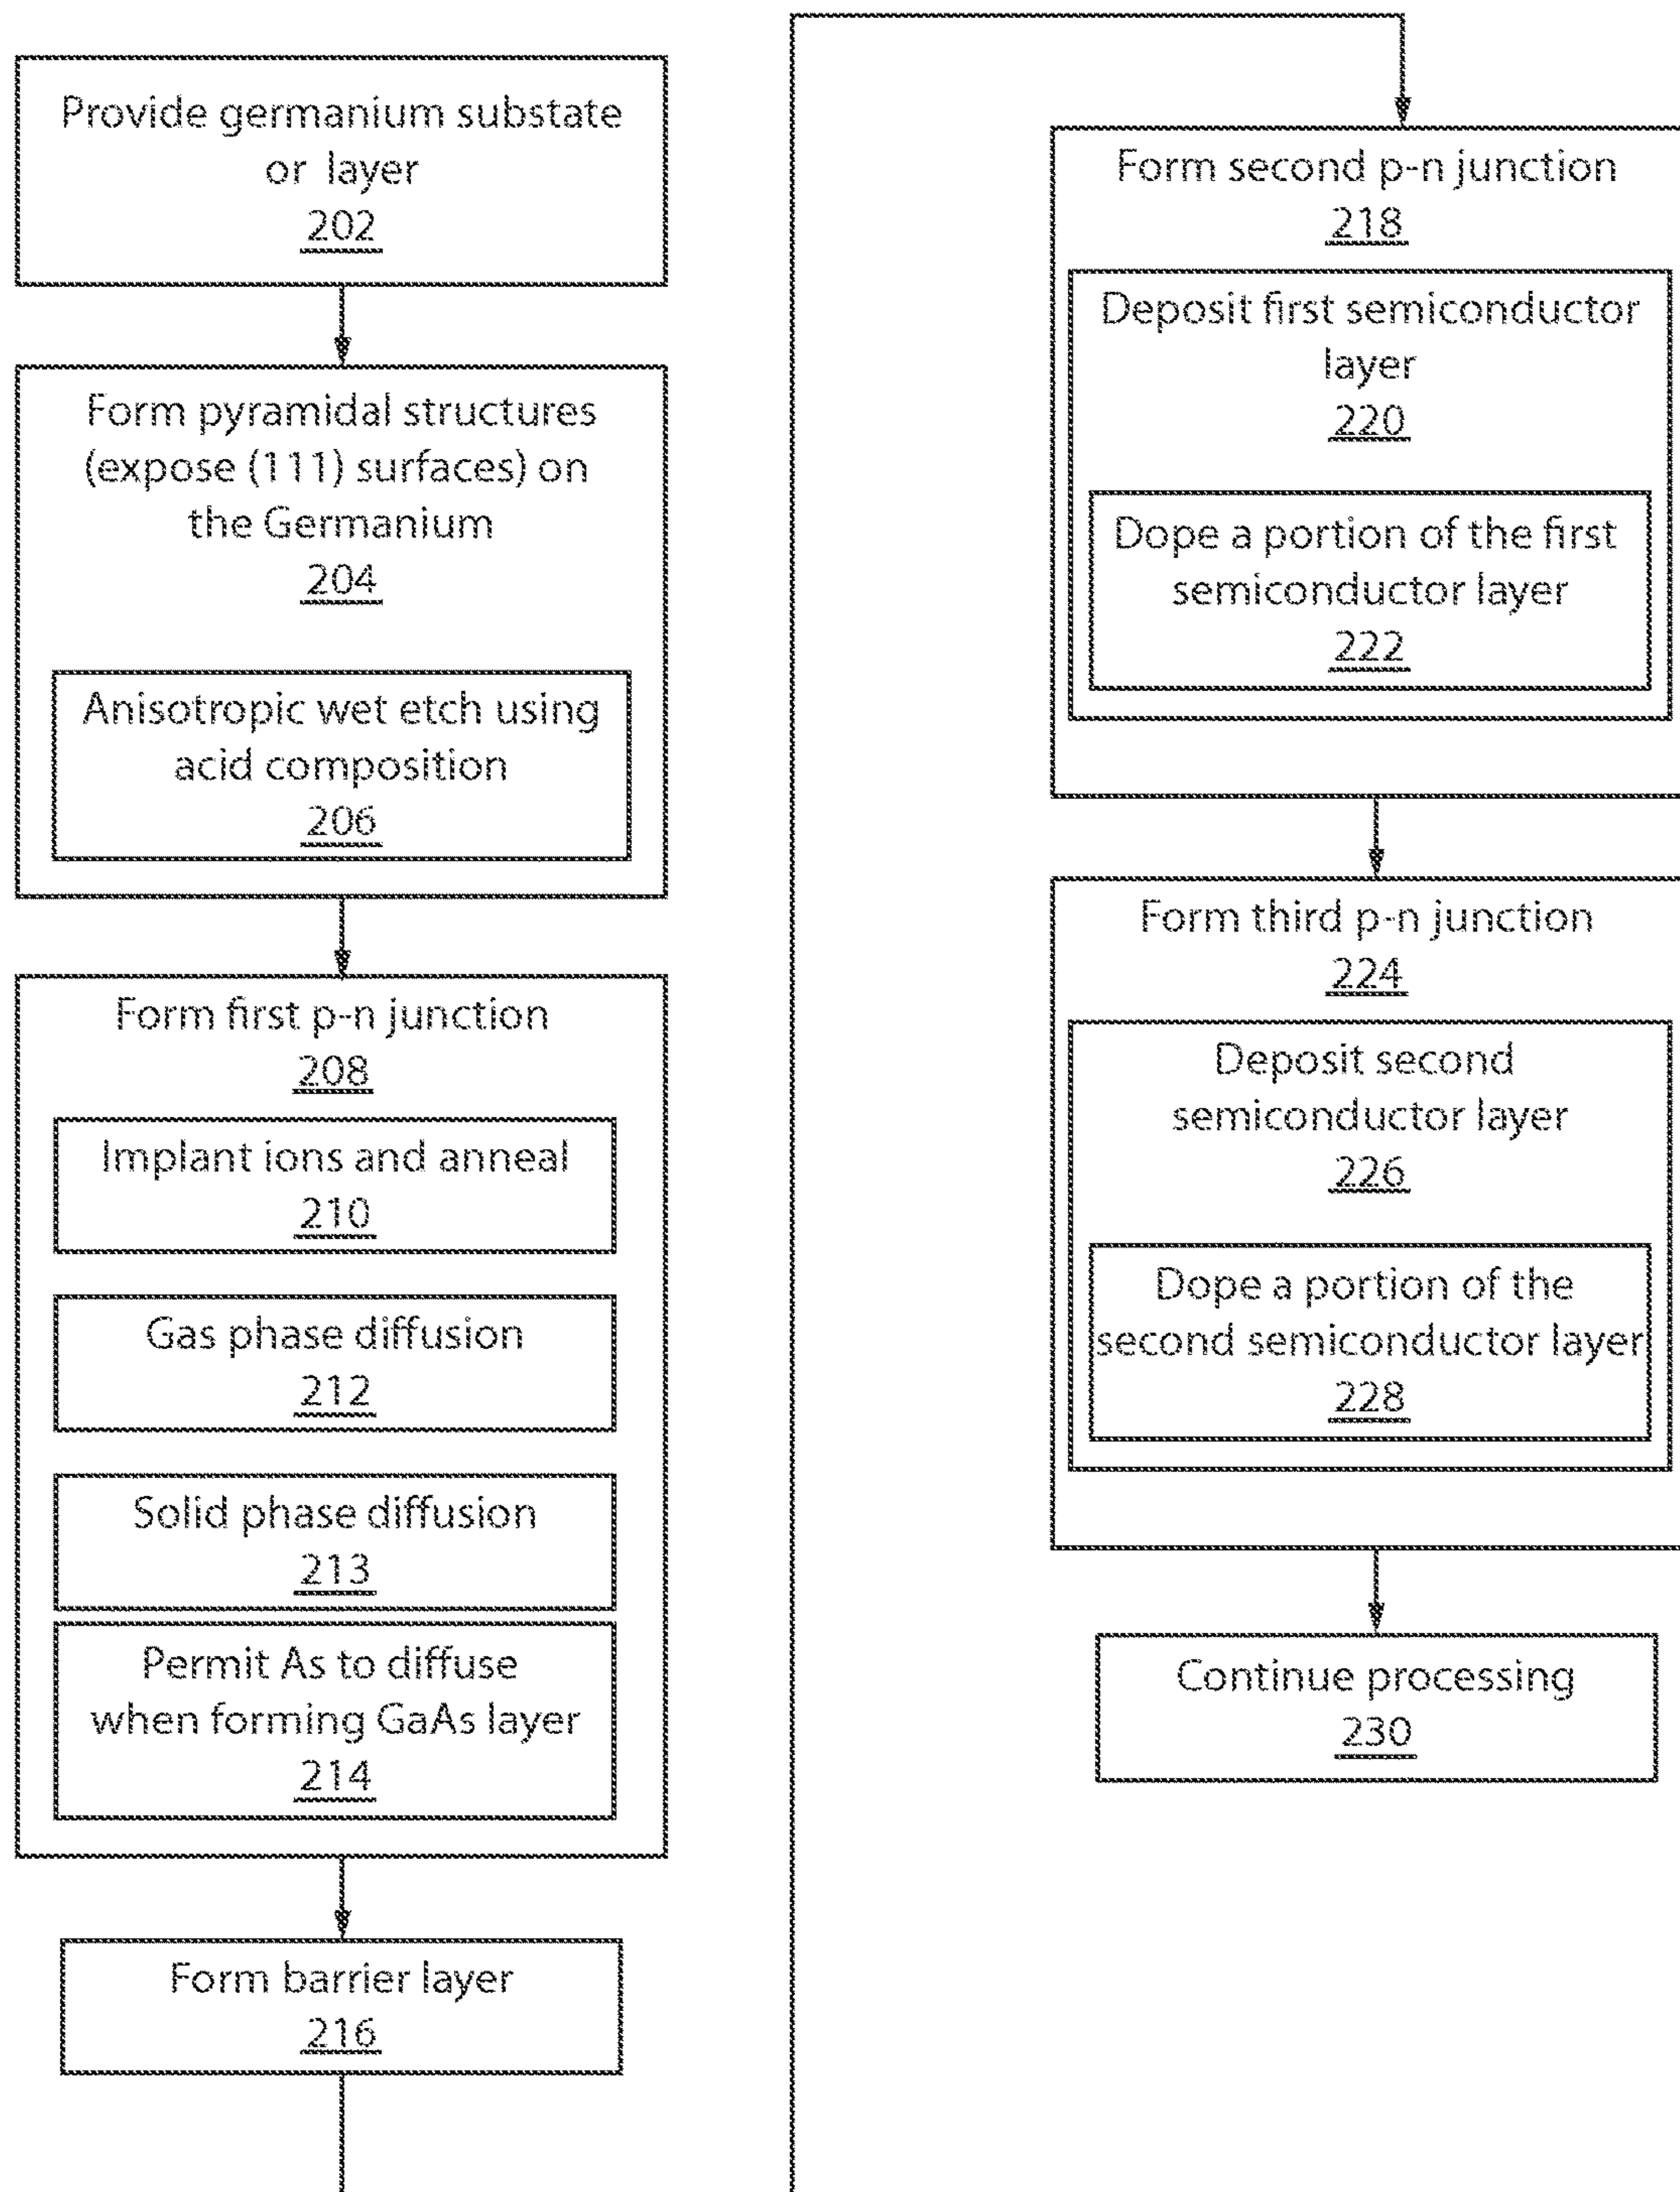 Provide germanium substate
or layer
202
Form pyramidal structures
(expose (111) surfaces) on
the Germanium
204
Anisotropic wet etch using
acid composition
206
Form first p-n junction
208
Implant ions and anneal
210
Gas phase diffusion
212
Solid phase diffusion
213
Permit As to diffuse
when forming GaAs layer
214
Form barrier layer
216
Form second p-n junction
218
Deposit first semiconductor
layer
220
Dope a portion of the first
semiconductor layer
222
Form third p-n junction
224
Deposit second
semiconductor layer
226
Dope a portion of the
second semiconductor layer
228
Continue processing
230